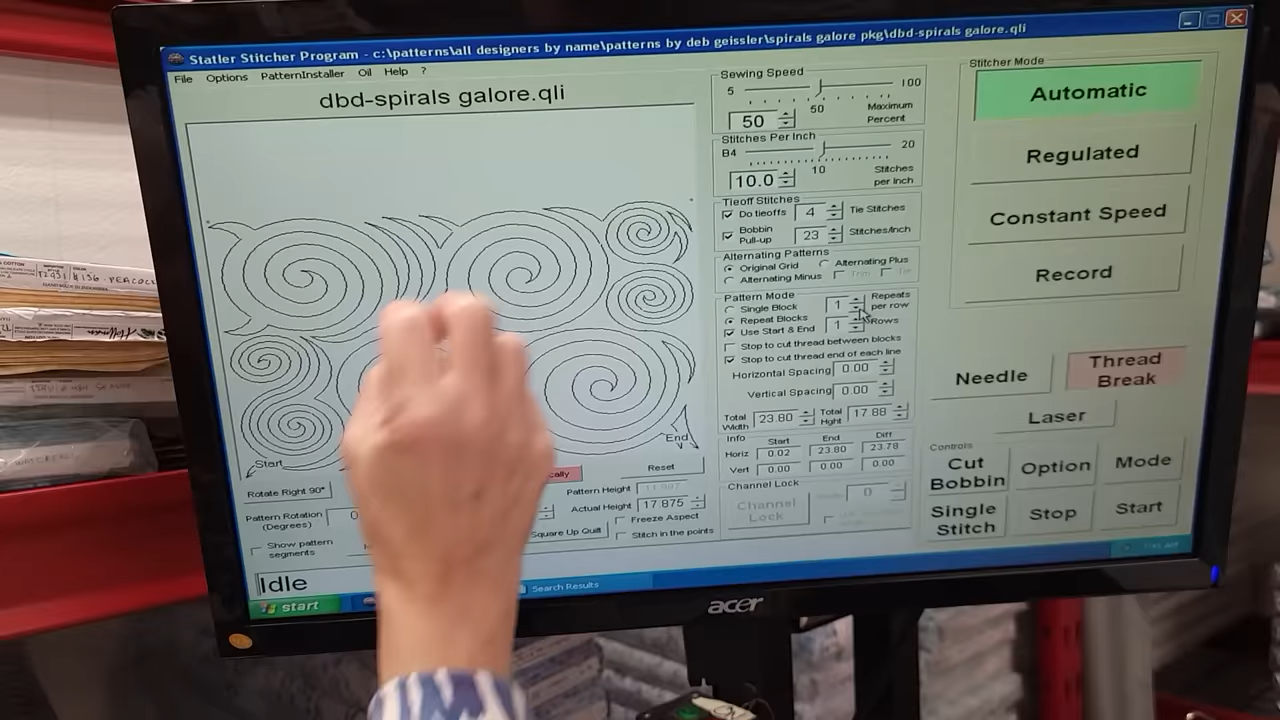 Statler Stitcher Program - c:\patterns\all designers by name\patterns by deb geissler\spirals galore pkg\dbd-spirals galore.qli
File Options PatternInstaller Oil Help ?
dbd-spirals galore.qli
Start
End
Rotate Right 90°
Reset
Pattern Rotation
(Degrees)
0
Pattern Height
Actual Height 17.875
Show pattern
segments
Square Up Quilt
Freeze Aspect
Stitch in the points
Idle
start
Search Results
Sewing Speed
5 100
50
50
Maximum
Percent
Stitches Per Inch
B4 20
10
10.0
Stitches
per Inch
Tieoff Stitches
Do tieoffs 4 Tie Stitches
Bobbin
Pull-up 23 Stitches/Inch
Alternating Patterns
Original Grid Alternating Plus
Alternating Minus Trim Tie
Pattern Mode
Single Block 1 Repeats
per row
Repeat Blocks
Use Start & End 1 Rows
Stop to cut thread between blocks
Stop to cut thread end of each line
Horizontal Spacing 0.00
Vertical Spacing 0.00
Total
Width 23.80 Total
Hght 17.88
Info Start End Diff
Horiz 0.02 23.80 23.78
Vert 0.00 0.00 0.00
Channel Lock
Channel
Lock
0
Stitcher Mode
Automatic
Regulated
Constant Speed
Record
Needle
Thread
Break
Laser
Controls
Cut
Bobbin
Option
Mode
Single
Stitch
Stop
Start
acer